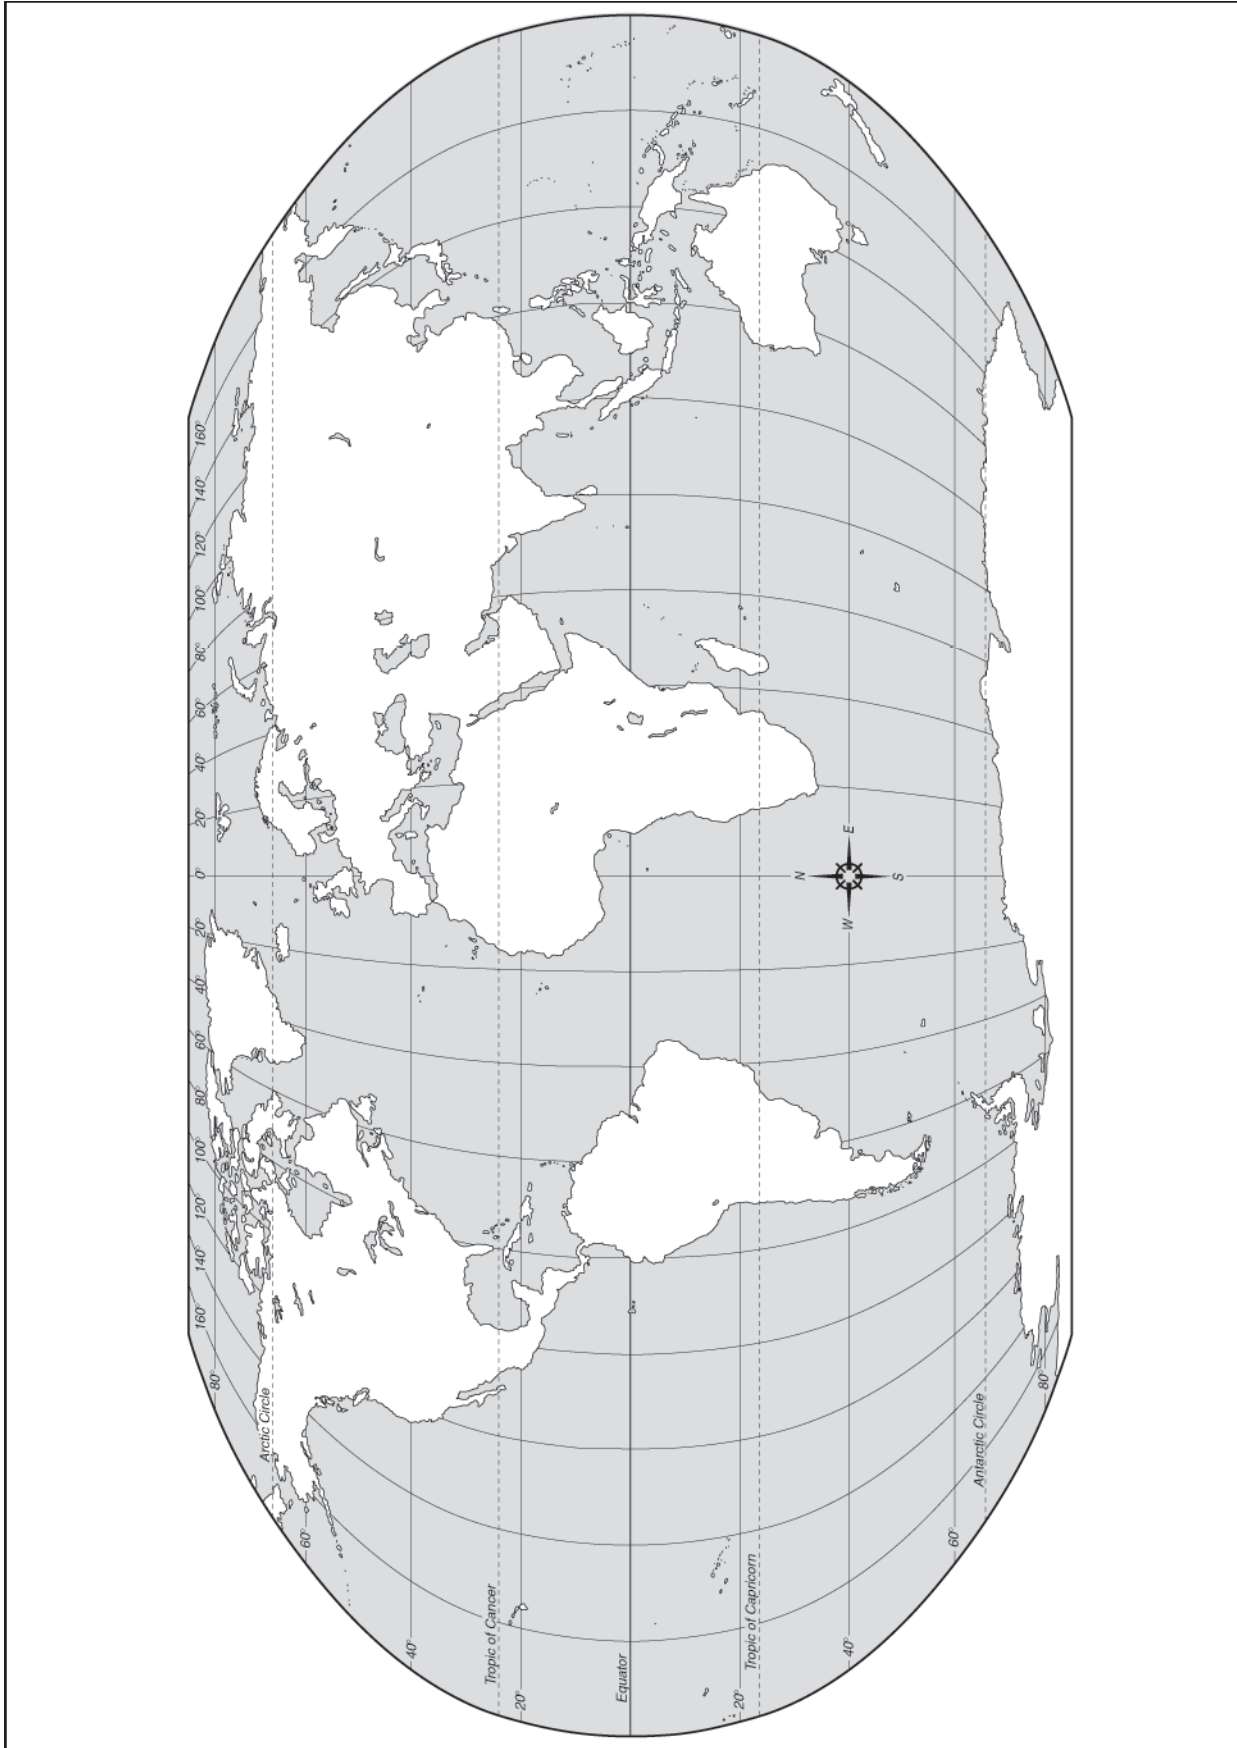 160° 140° 120° 100° 80° 60° 40° 20° 0° 20° 40° 60° 80° 100° 120° 140° 160°
80°
Arctic Circle
60°
40°
Tropic of Cancer
20°
Equator
20°
Tropic of Capricorn
N
40° W E
S
60°
Antarctic Circle
80°